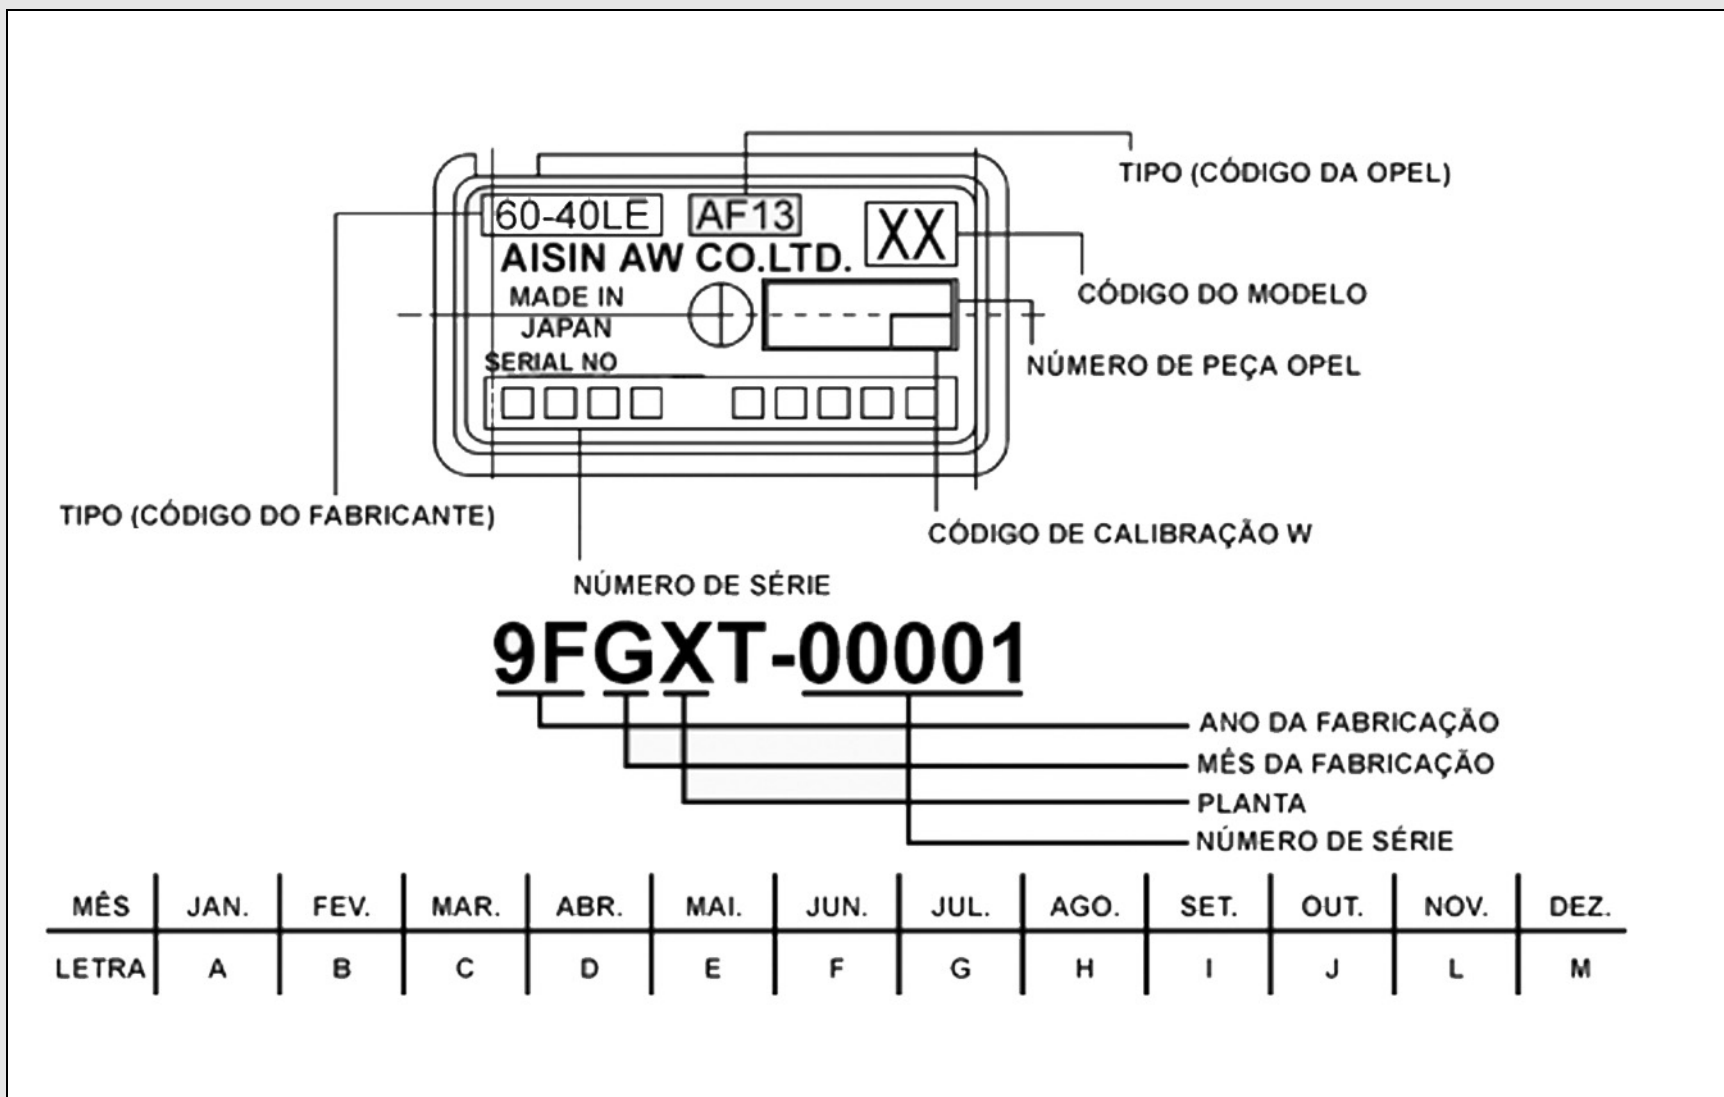 TIPO (CÓDIGO DA OPEL)
60-40LE AF13 XX
AISIN AW CO.LTD.
CÓDIGO DO MODELO
MADE IN
JAPAN
NÚMERO DE PEÇA OPEL
SERIAL NO
TIPO (CÓDIGO DO FABRICANTE)
CÓDIGO DE CALIBRAÇÃO W
NÚMERO DE SÉRIE
9FGXT-00001
ANO DA FABRICAÇÃO
MÊS DA FABRICAÇÃO
PLANTA
NÚMERO DE SÉRIE
MÊS JAN. FEV. MAR. ABR. MAI. JUN. JUL. AGO. SET. OUT. NOV. DEZ.
LETRA A B C D E F G H I J L M